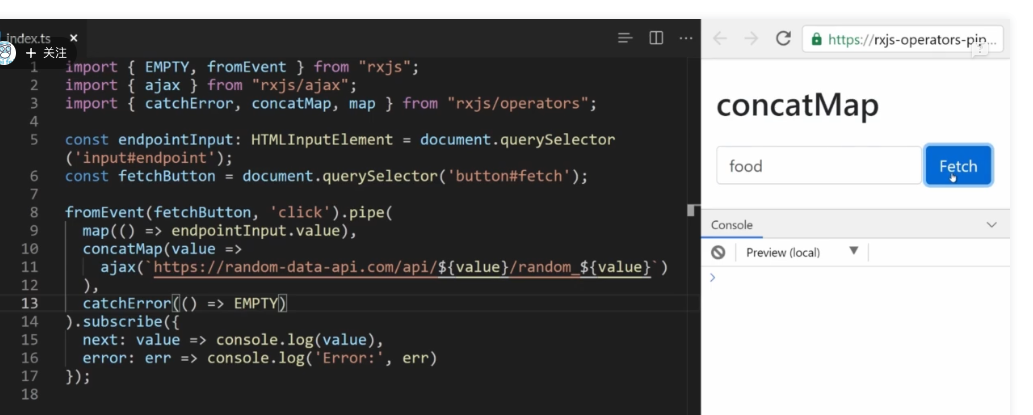 index.ts ×
+ 关注
1 import { EMPTY, fromEvent } from "rxjs";
2 import { ajax } from "rxjs/ajax";
3 import { catchError, concatMap, map } from "rxjs/operators";
4
5 const endpointInput: HTMLInputElement = document.querySelector
('input#endpoint');
6 const fetchButton = document.querySelector('button#fetch');
7
8 fromEvent(fetchButton, 'click').pipe(
9 map(() => endpointInput.value),
10 concatMap(value =>
11 ajax(`https://random-data-api.com/api/${value}/random_${value}`)
12 ),
13 catchError(() => EMPTY)
14 ).subscribe({
15 next: value => console.log(value),
16 error: err => console.log('Error:', err)
17 });
18
https://rxjs-operators-pip...
concatMap
food
Fetch
Console
Preview (local)